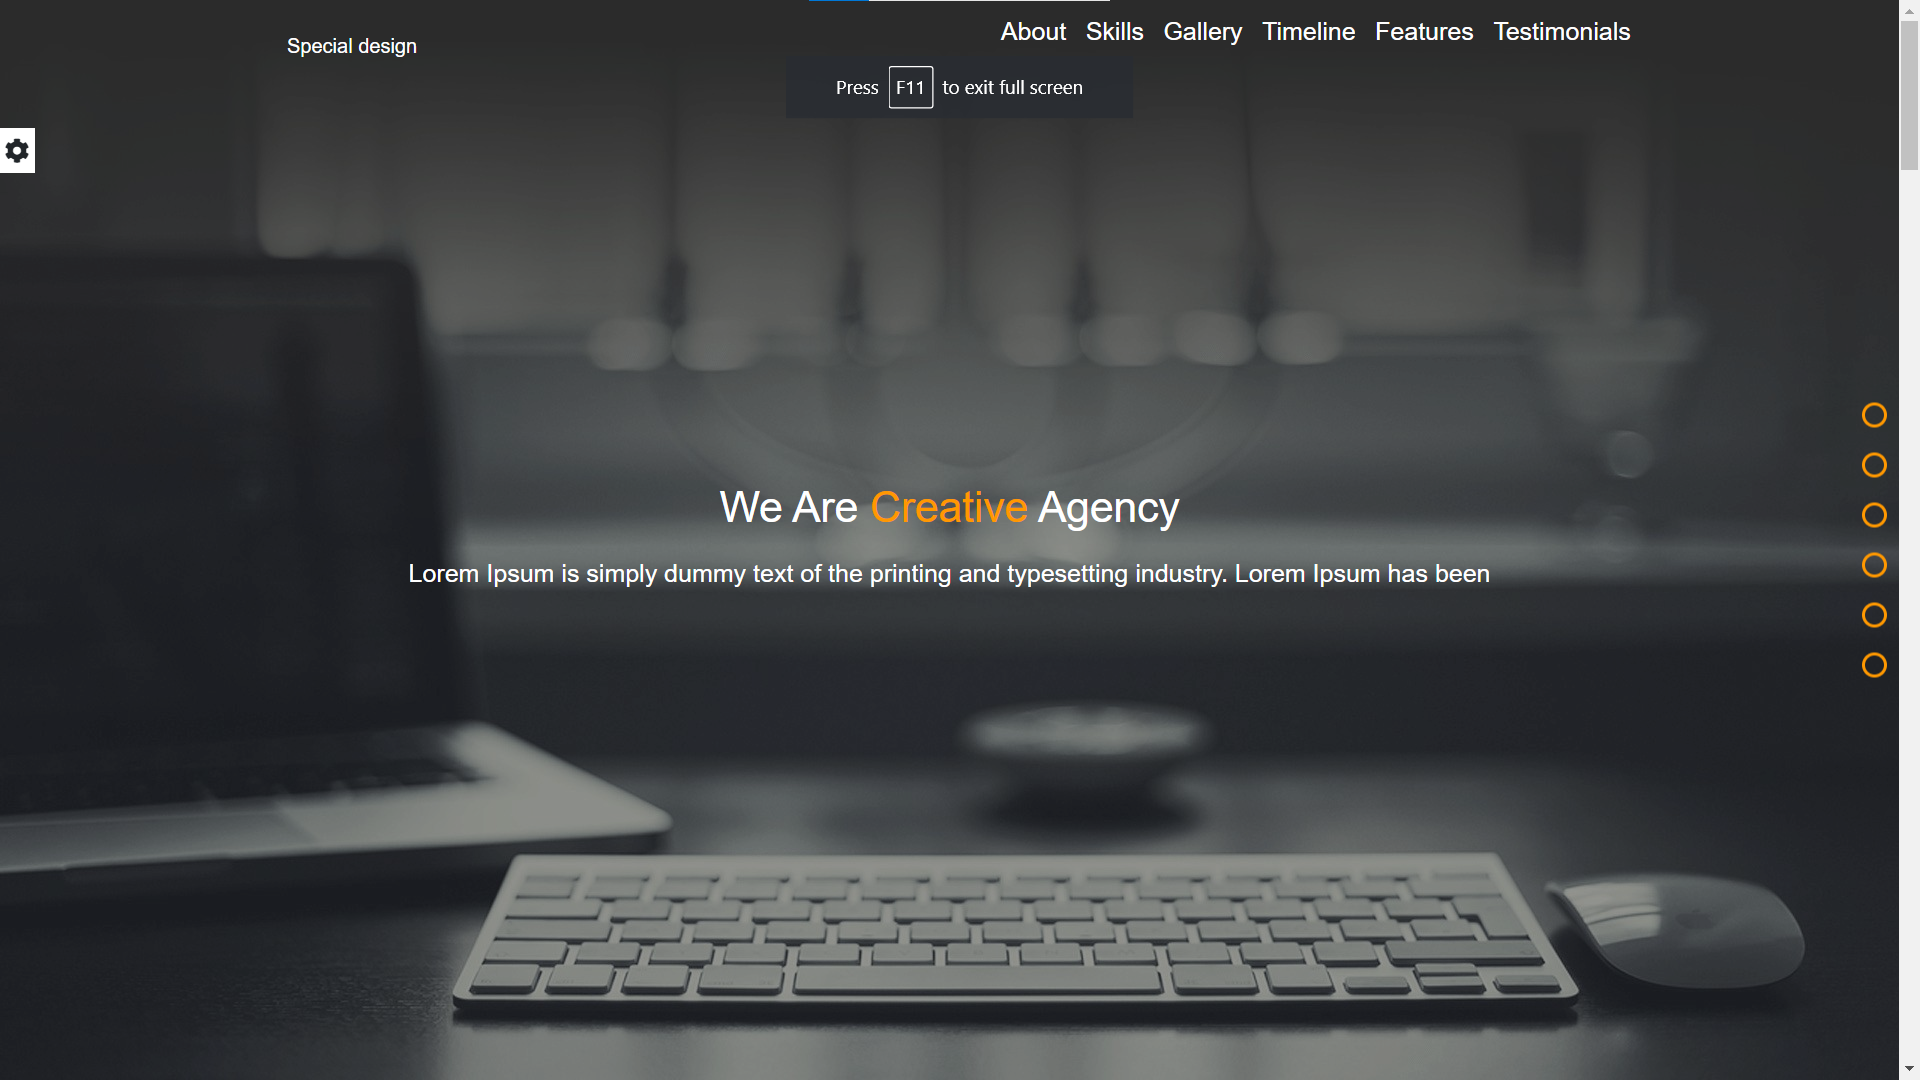 Special design
About Skills Gallery Timeline Features Testimonials
Press F11 to exit full screen
We Are Creative Agency
Lorem Ipsum is simply dummy text of the printing and typesetting industry. Lorem Ipsum has been